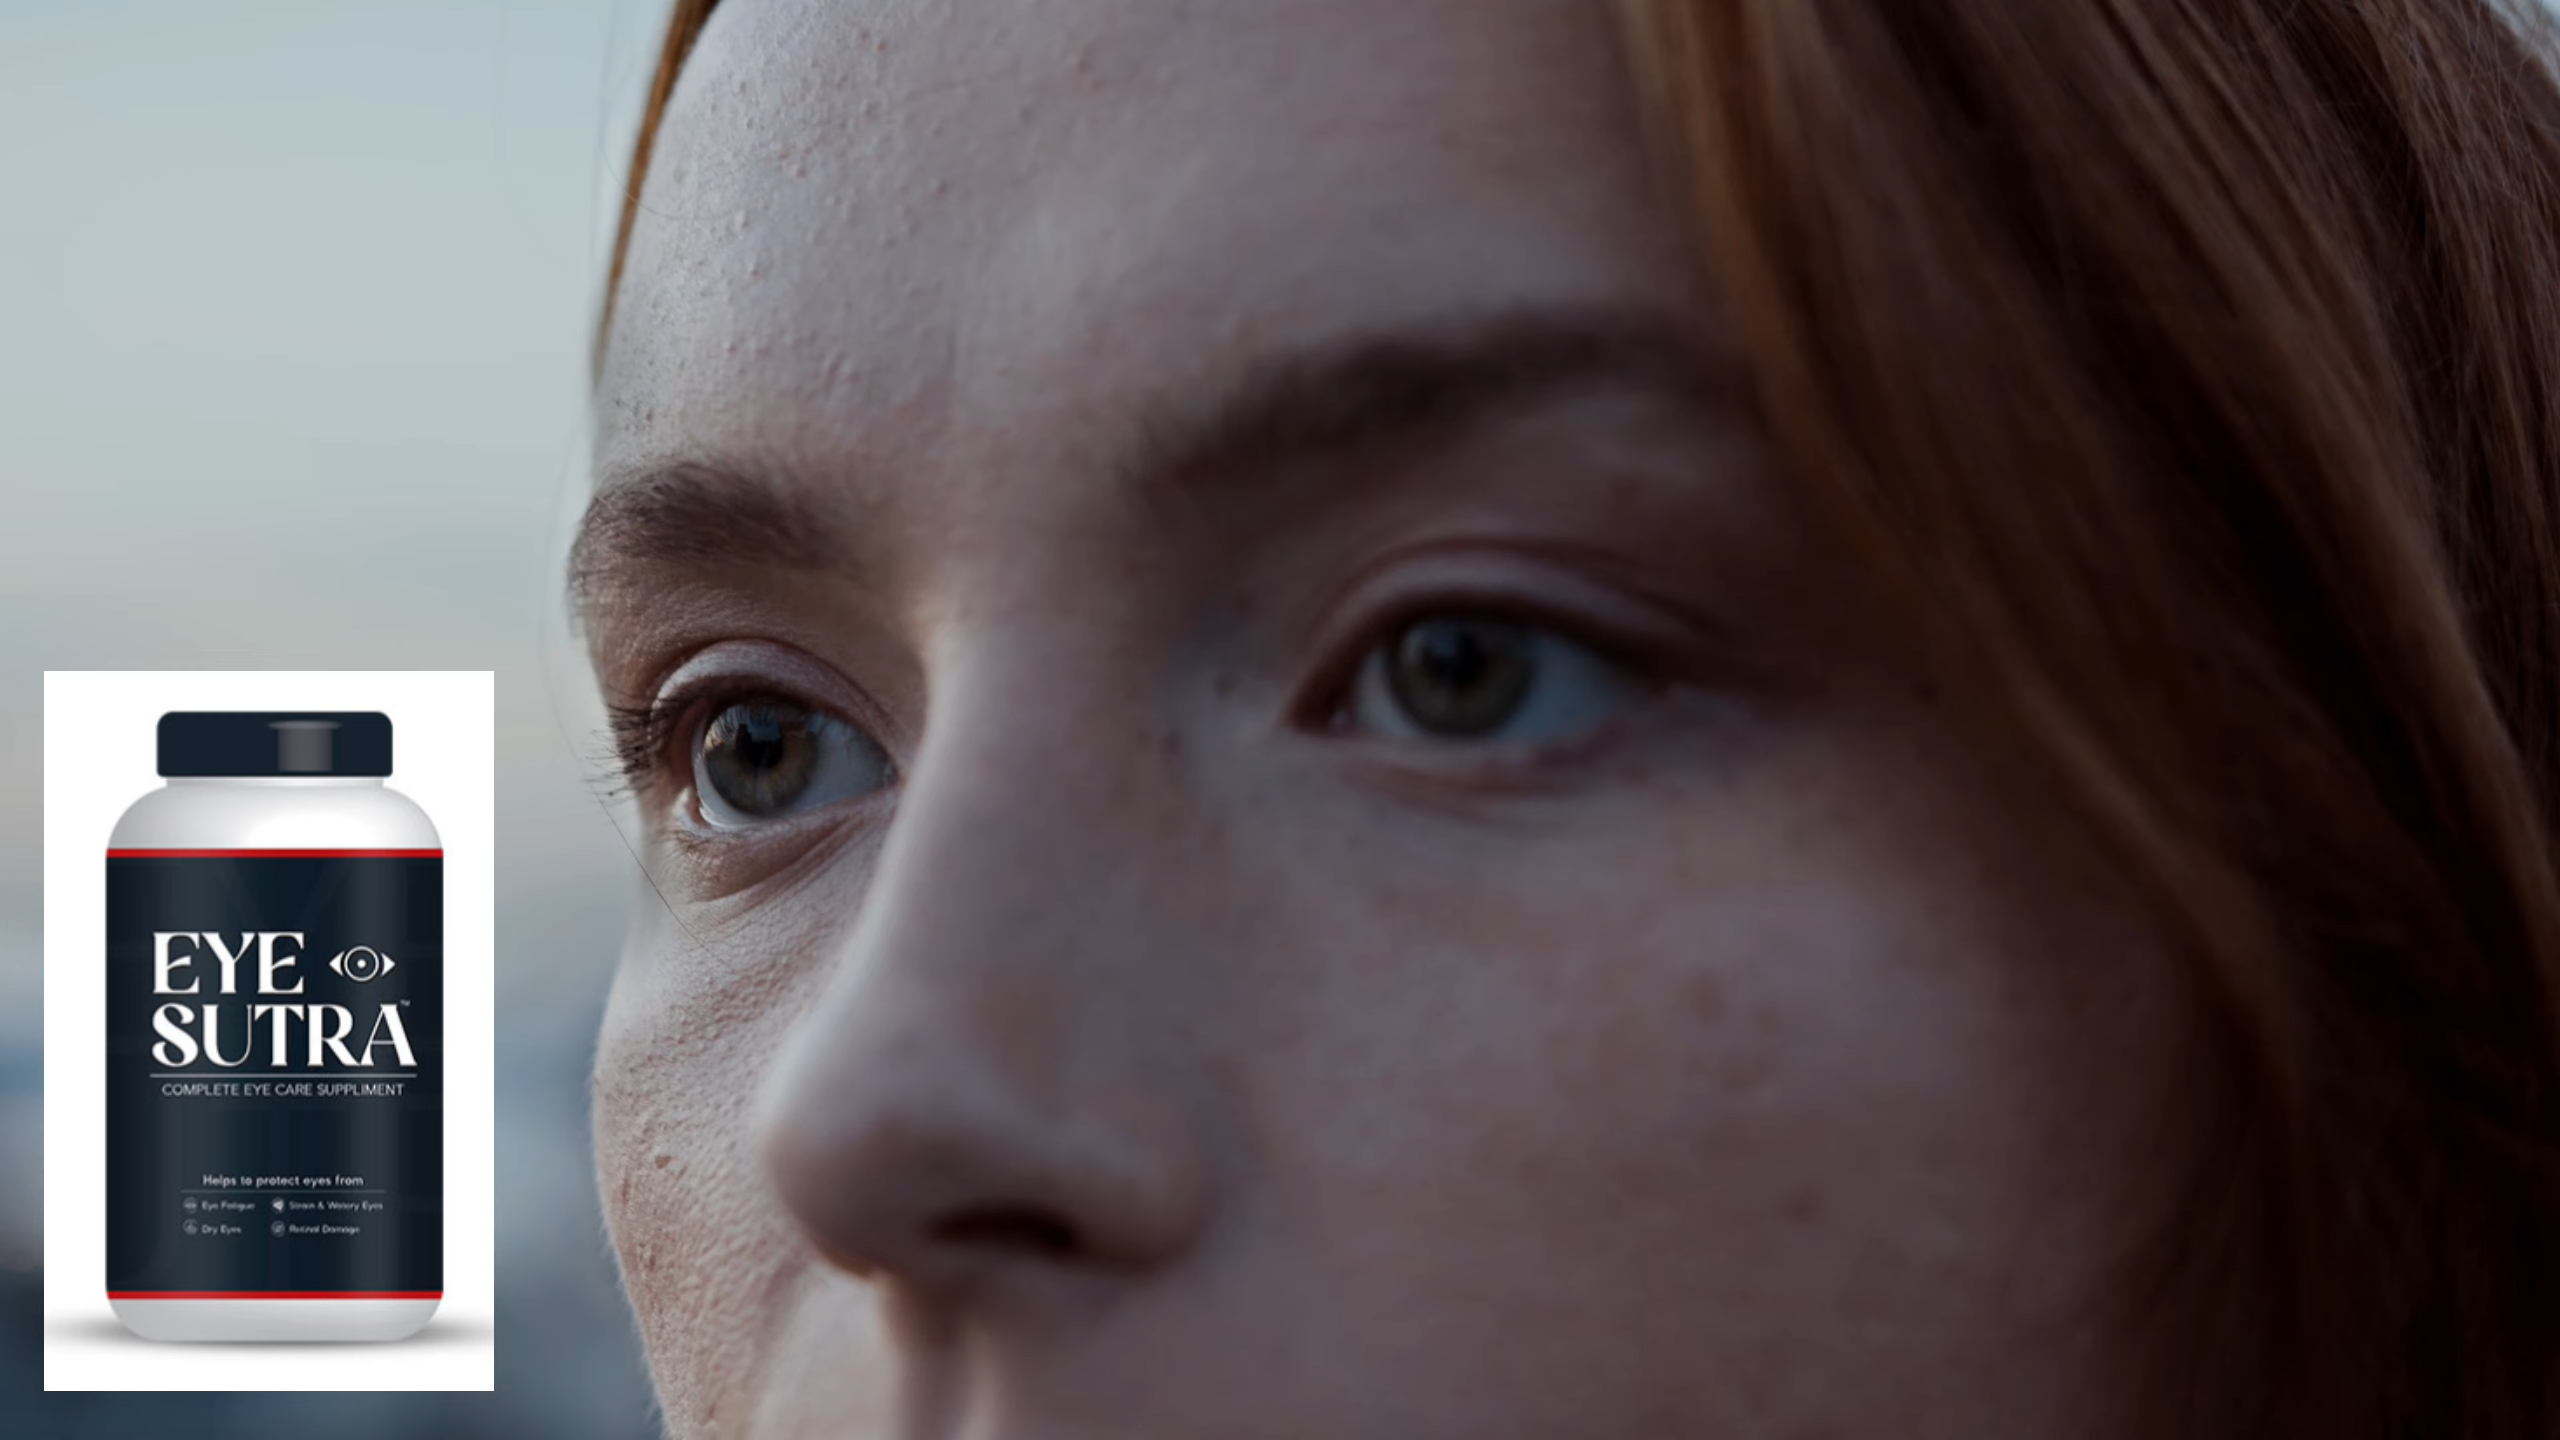 EYE
SUTRA™
COMPLETE EYE CARE SUPPLIMENT
Helps to protect eyes from
Eye Fatigue
Strain & Watery Eyes
Dry Eyes
Retinal Damage